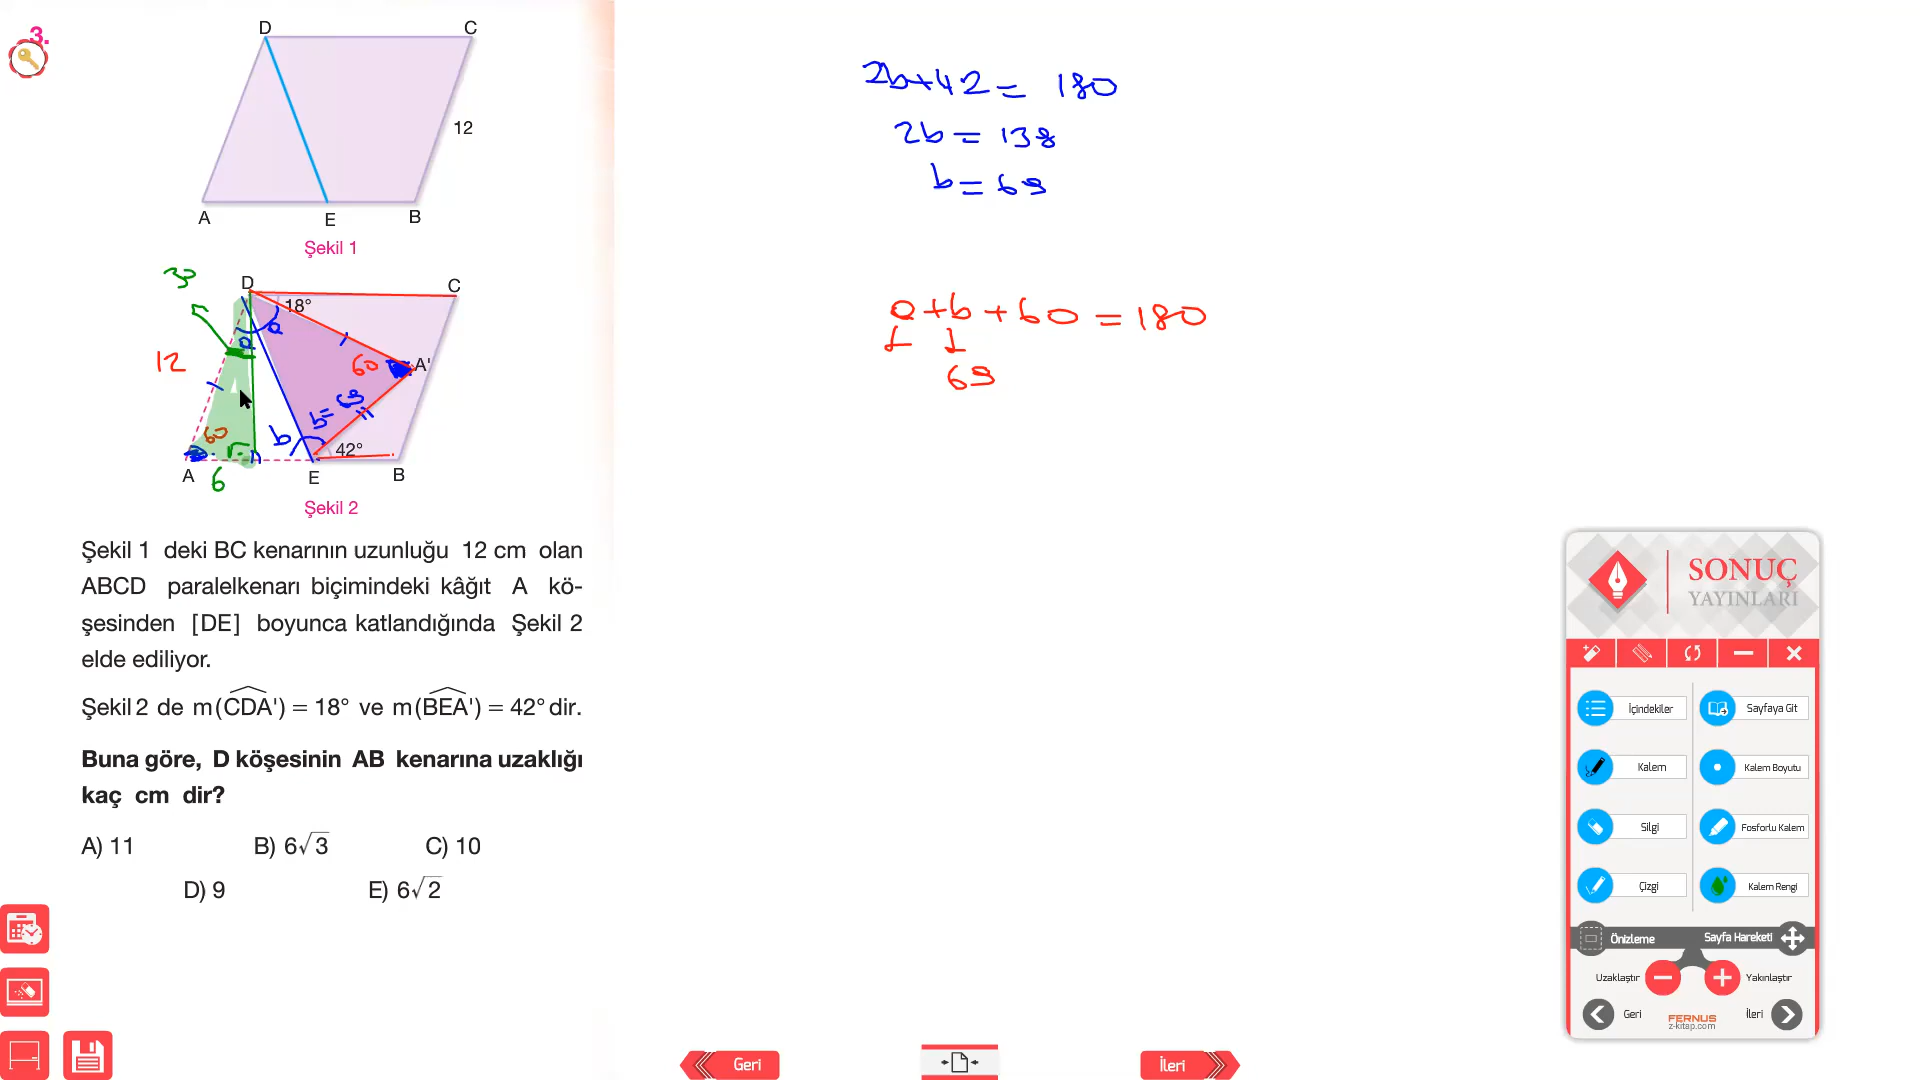 3.
D
C
12
A
E
B
Şekil 1
30
D
C
18°
a
a
12
60
A'
60
b = 69
b
42°
A
6
E
B
Şekil 2
Şekil 1 deki BC kenarının uzunluğu 12 cm olan
ABCD paralelkenarı biçimindeki kâğıt A kö-
şesinden [DE] boyunca katlandığında Şekil 2
elde ediliyor.
Şekil 2 de m(CDA') = 18° ve m(BEA') = 42° dir.
Buna göre, D köşesinin AB kenarına uzaklığı
kaç cm dir?
A) 11
B) 6√3
C) 10
D) 9
E) 6√2
2b+42 = 180
2b = 138
b = 69
a + b + 60 = 180
69
SONUÇ
YAYINLARI
İçindekiler
Sayfaya Git
Kalem
Kalem Boyutu
Silgi
Fosforlu Kalem
Çizgi
Kalem Rengi
Önizleme
Sayfa Hareketi
Uzaklaştır
Yakınlaştır
Geri
FERNUS
z-kitap.com
İleri
Geri
İleri